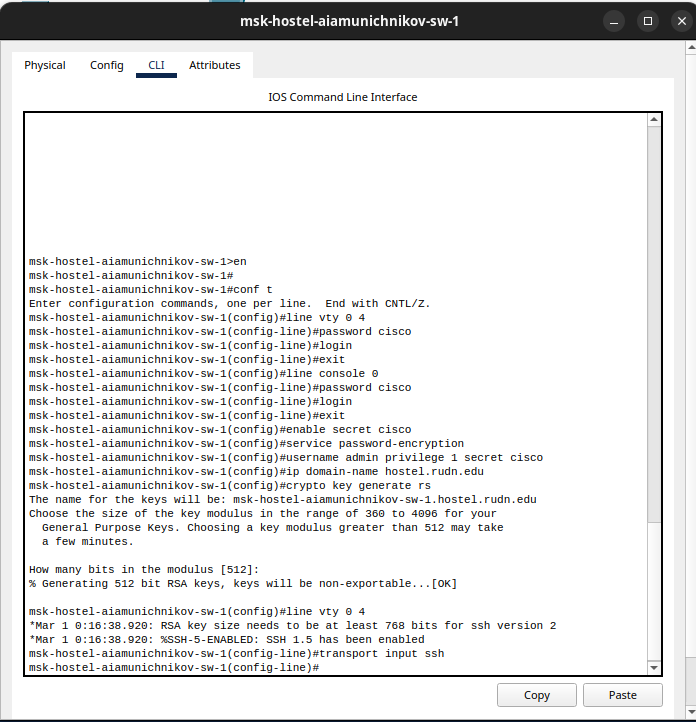 msk-hostel-aiamunichnikov-sw-1
Physical Config CLI Attributes
IOS Command Line Interface
msk-hostel-aiamunichnikov-sw-1>en
msk-hostel-aiamunichnikov-sw-1#
msk-hostel-aiamunichnikov-sw-1#conf t
Enter configuration commands, one per line.  End with CNTL/Z.
msk-hostel-aiamunichnikov-sw-1(config)#line vty 0 4
msk-hostel-aiamunichnikov-sw-1(config-line)#password cisco
msk-hostel-aiamunichnikov-sw-1(config-line)#login
msk-hostel-aiamunichnikov-sw-1(config-line)#exit
msk-hostel-aiamunichnikov-sw-1(config)#line console 0
msk-hostel-aiamunichnikov-sw-1(config-line)#password cisco
msk-hostel-aiamunichnikov-sw-1(config-line)#login
msk-hostel-aiamunichnikov-sw-1(config-line)#exit
msk-hostel-aiamunichnikov-sw-1(config)#enable secret cisco
msk-hostel-aiamunichnikov-sw-1(config)#service password-encryption
msk-hostel-aiamunichnikov-sw-1(config)#username admin privilege 1 secret cisco
msk-hostel-aiamunichnikov-sw-1(config)#ip domain-name hostel.rudn.edu
msk-hostel-aiamunichnikov-sw-1(config)#crypto key generate rs
The name for the keys will be: msk-hostel-aiamunichnikov-sw-1.hostel.rudn.edu
Choose the size of the key modulus in the range of 360 to 4096 for your
  General Purpose Keys. Choosing a key modulus greater than 512 may take
  a few minutes.
How many bits in the modulus [512]:
% Generating 512 bit RSA keys, keys will be non-exportable...[OK]
msk-hostel-aiamunichnikov-sw-1(config)#line vty 0 4
*Mar 1 0:16:38.920: RSA key size needs to be at least 768 bits for ssh version 2
*Mar 1 0:16:38.920: %SSH-5-ENABLED: SSH 1.5 has been enabled
msk-hostel-aiamunichnikov-sw-1(config-line)#transport input ssh
msk-hostel-aiamunichnikov-sw-1(config-line)#
Copy Paste